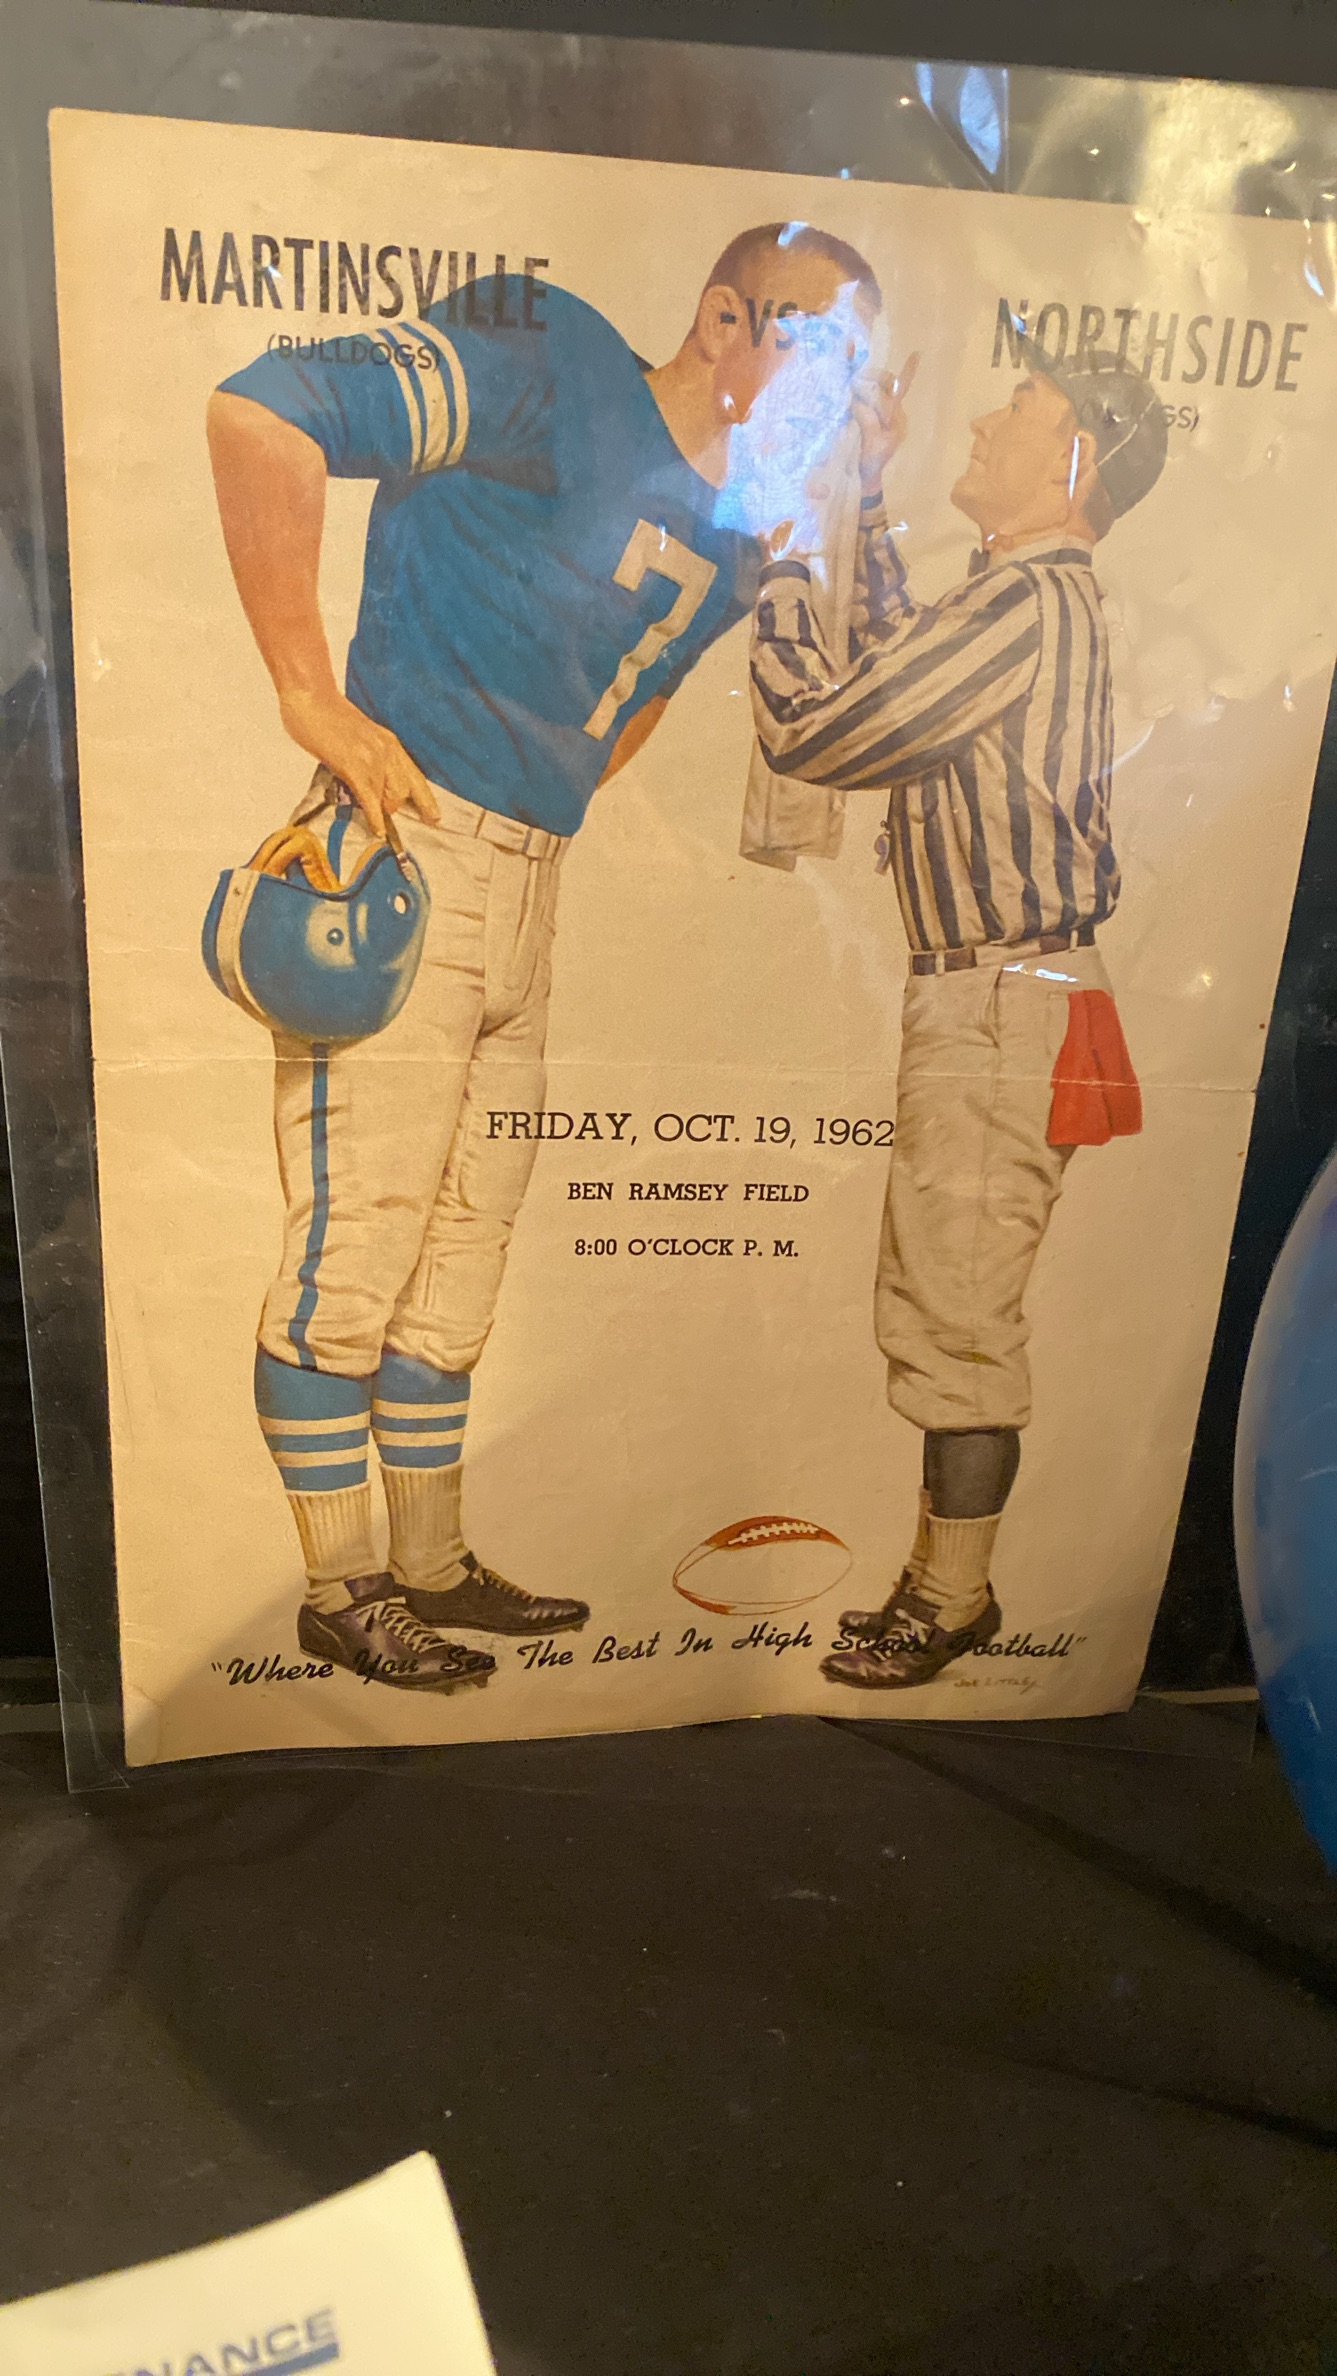 MARTINSVILLE -VS- NORTHSIDE
(BULLDOGS)
7
FRIDAY, OCT. 19, 1962
BEN RAMSEY FIELD
8:00 O'CLOCK P. M.
"Where You See The Best In High School Football"